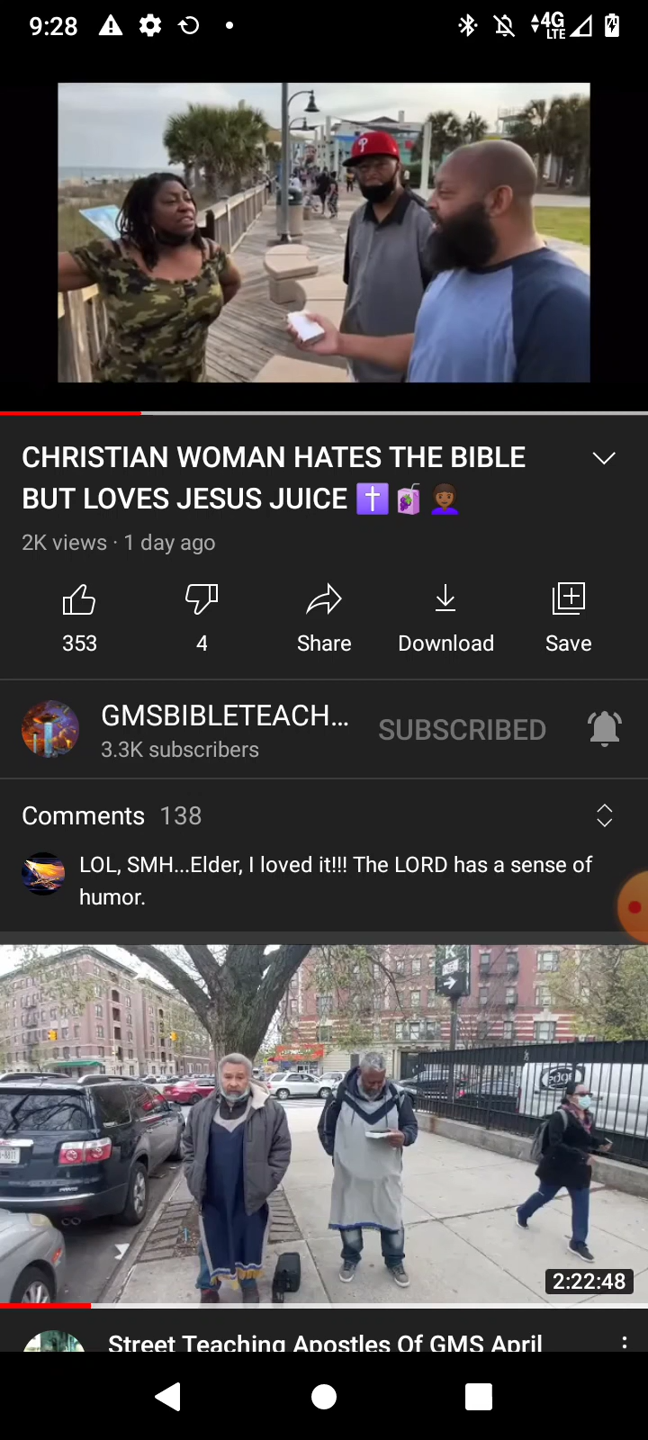 9:28
4G
LTE
CHRISTIAN WOMAN HATES THE BIBLE
BUT LOVES JESUS JUICE ✝️🧃👩🏾‍🦱
2K views · 1 day ago
353
4
Share
Download
Save
GMSBIBLETEACH...
3.3K subscribers
SUBSCRIBED
Comments 138
LOL, SMH...Elder, I loved it!!! The LORD has a sense of
humor.
2:22:48
Street Teaching Apostles Of GMS April